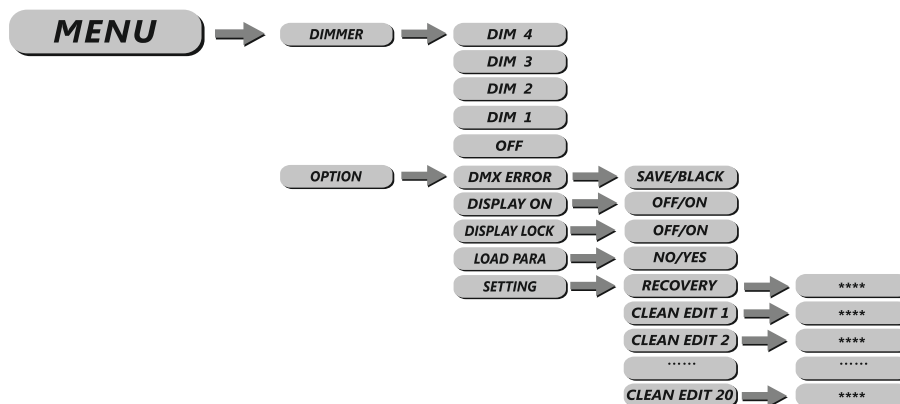 MENU DIMMER DIM 4
DIM 3
DIM 2
DIM 1
OFF
OPTION DMX ERROR SAVE/BLACK
DISPLAY ON OFF/ON
DISPLAY LOCK OFF/ON
LOAD PARA NO/YES
SETTING RECOVERY ****
CLEAN EDIT 1 ****
CLEAN EDIT 2 ****
...... ......
CLEAN EDIT 20 ****